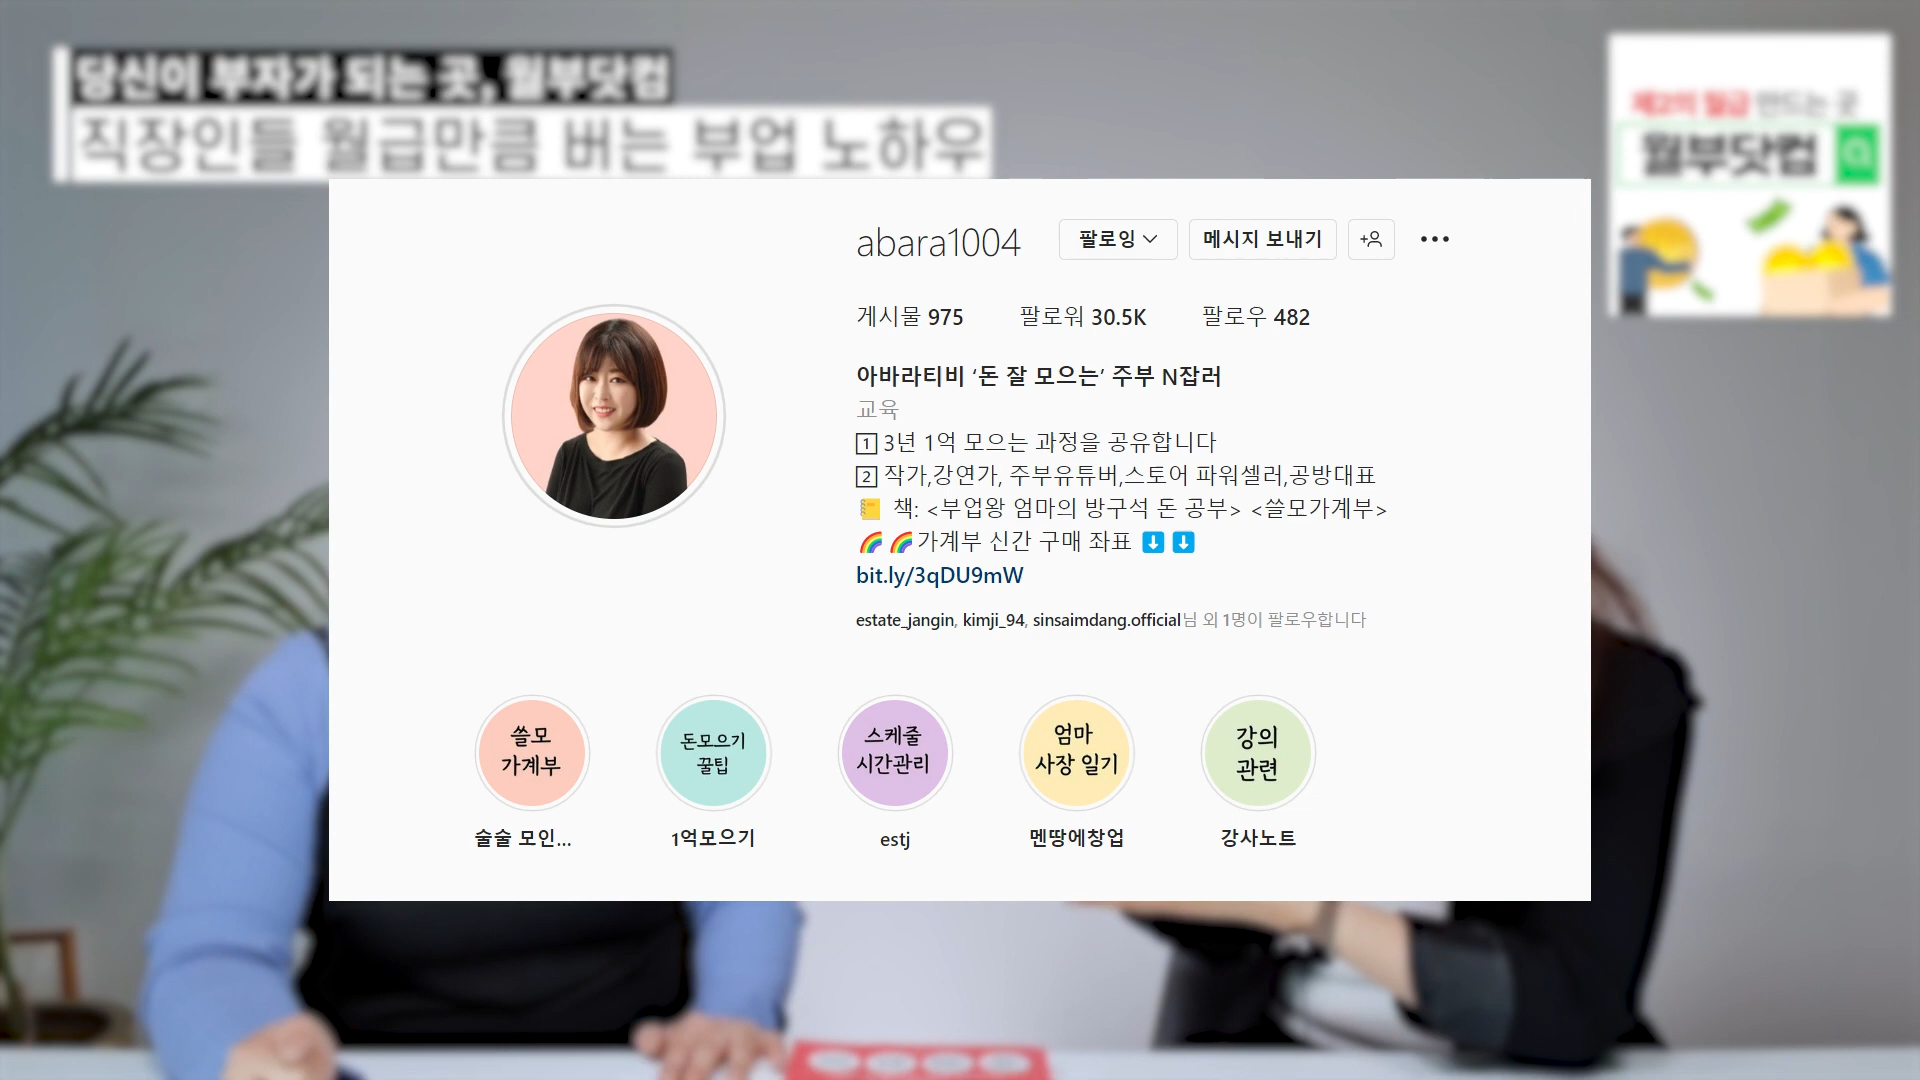 당신이 부자가 되는 곳, 월부닷컴
직장인들 월급만큼 버는 부업 노하우
제2의 월급 만드는 곳
월부닷컴
abara1004 팔로잉 메시지 보내기
게시물 975 팔로워 30.5K 팔로우 482
아바라티비 ‘돈 잘 모으는’ 주부 N잡러
교육
1 3년 1억 모으는 과정을 공유합니다
2 작가,강연가, 주부유튜버,스토어 파워셀러,공방대표
책: <부업왕 엄마의 방구석 돈 공부> <쓸모가계부>
가계부 신간 구매 좌표
bit.ly/3qDU9mW
estate_jangin, kimji_94, sinsaimdang.official님 외 1명이 팔로우합니다
쓸모
가계부
돈모으기
꿀팁
스케줄
시간관리
엄마
사장 일기
강의
관련
술술 모인...
1억모으기
estj
멘땅에창업
강사노트